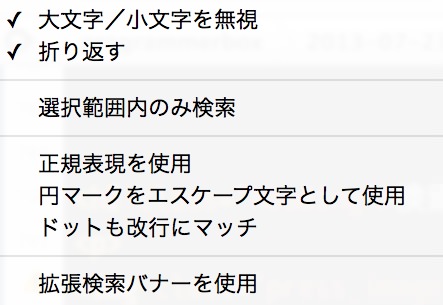 ✓ 大文字／小文字を無視
✓ 折り返す
選択範囲内のみ検索
正規表現を使用
円マークをエスケープ文字として使用
ドットも改行にマッチ
拡張検索バナーを使用